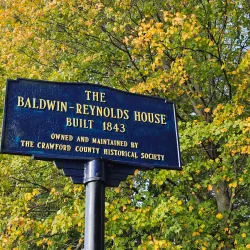 THE
BALDWIN-REYNOLDS HOUSE
BUILT 1843
OWNED AND MAINTAINED BY
THE CRAWFORD COUNTY HISTORICAL SOCIETY